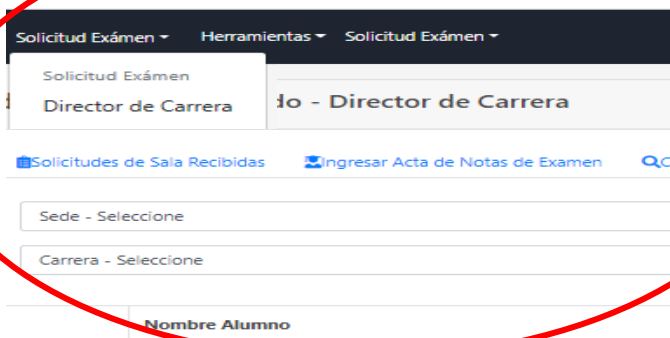 Solicitud Exámen Herramientas Solicitud Exámen
Solicitud Exámen
Director de Carrera
do - Director de Carrera
Solicitudes de Sala Recibidas Ingresar Acta de Notas de Examen
Sede - Seleccione
Carrera - Seleccione
Nombre Alumno